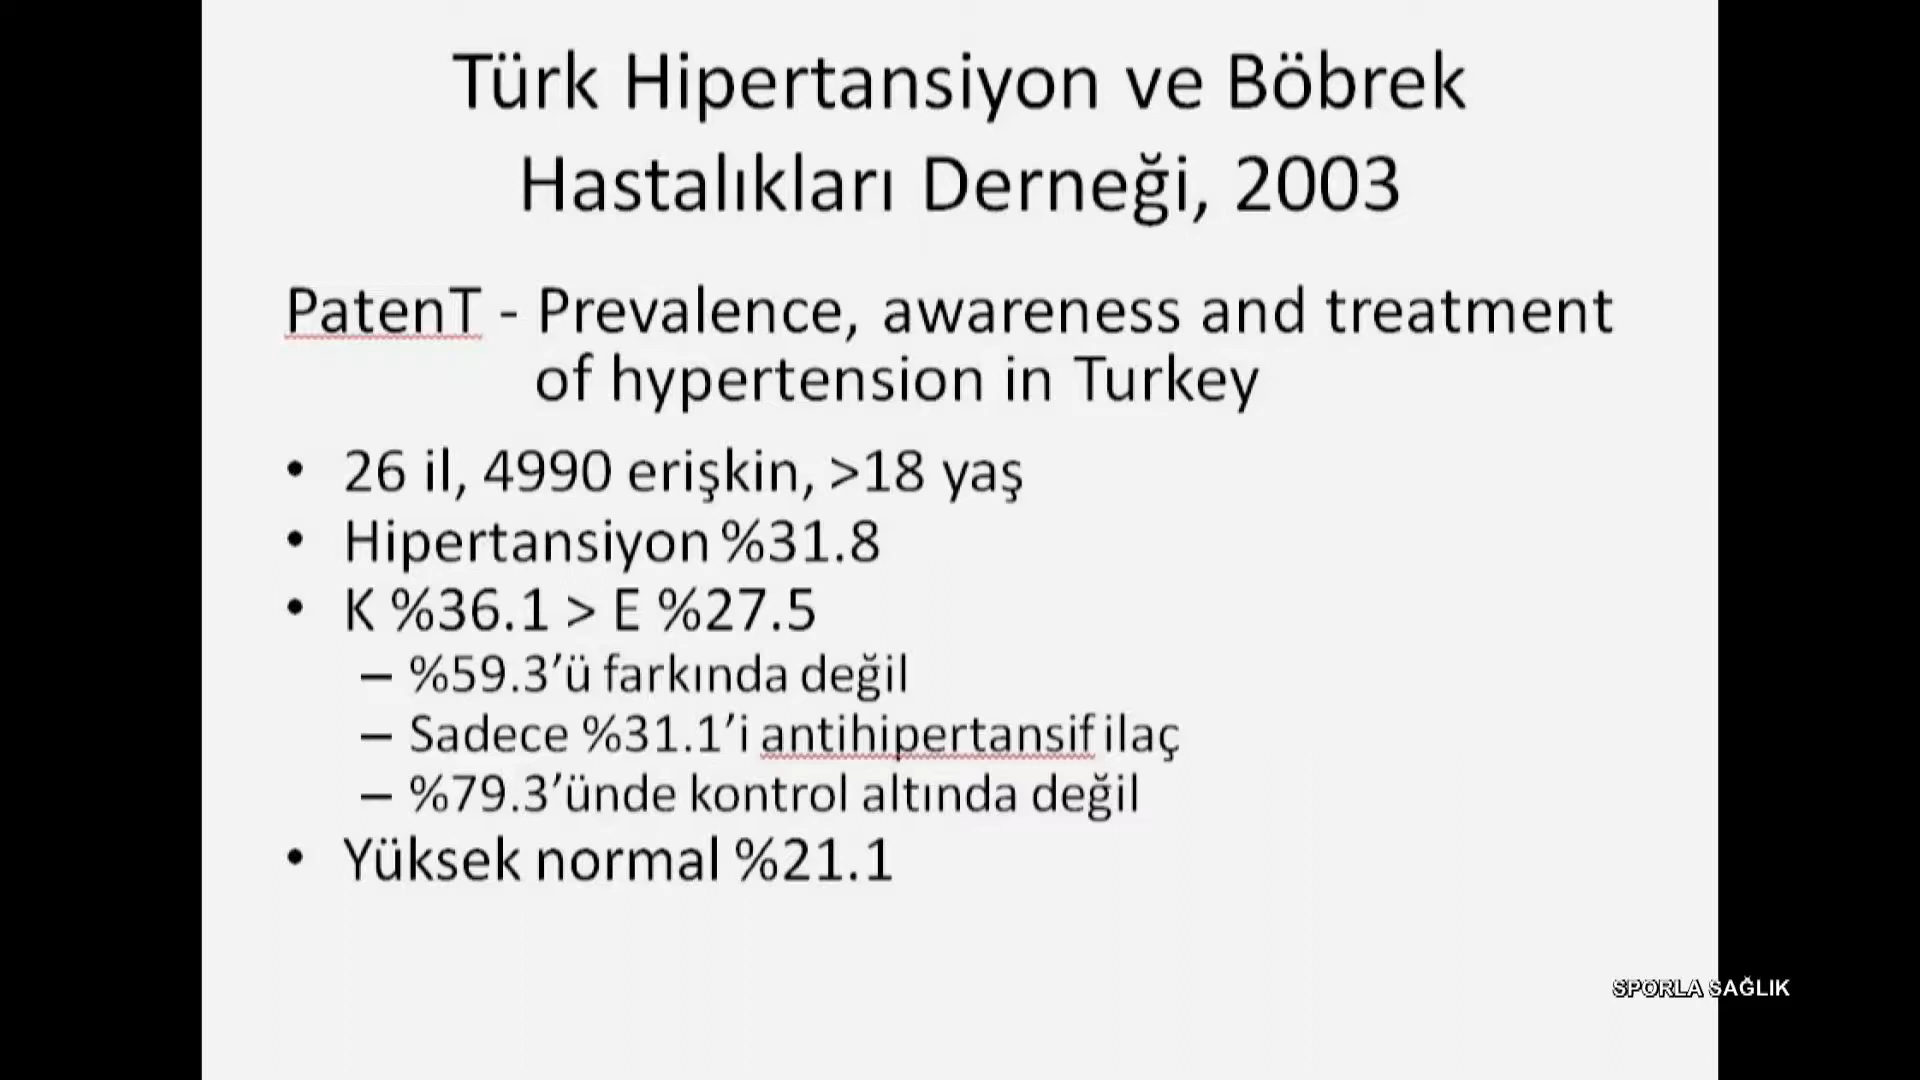 Türk Hipertansiyon ve Böbrek
Hastalıkları Derneği, 2003
PatenT - Prevalence, awareness and treatment
of hypertension in Turkey
• 26 il, 4990 erişkin, >18 yaş
• Hipertansiyon %31.8
• K %36.1 > E %27.5
– %59.3’ü farkında değil
– Sadece %31.1’i antihipertansif ilaç
– %79.3’ünde kontrol altında değil
• Yüksek normal %21.1
SPORLA SAĞLIK